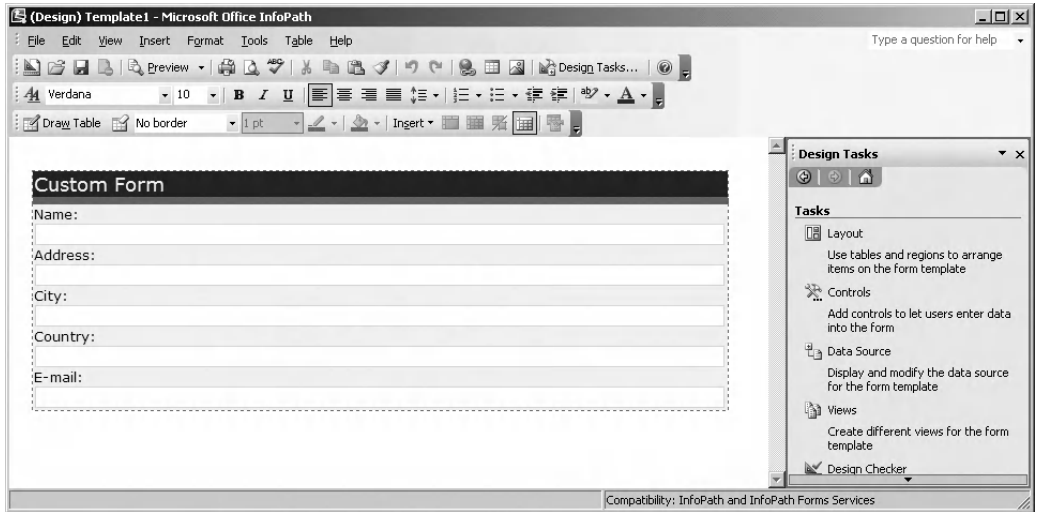 (Design) Template1 - Microsoft Office InfoPath
File Edit View Insert Format Tools Table Help
Type a question for help
Preview
Design Tasks...
Verdana 10 B I U A
Draw Table No border 1 pt Insert
Custom Form
Name:
Address:
City:
Country:
E-mail:
Design Tasks
Tasks
Layout
Use tables and regions to arrange
items on the form template
Controls
Add controls to let users enter data
into the form
Data Source
Display and modify the data source
for the form template
Views
Create different views for the form
template
Design Checker
Compatibility: InfoPath and InfoPath Forms Services